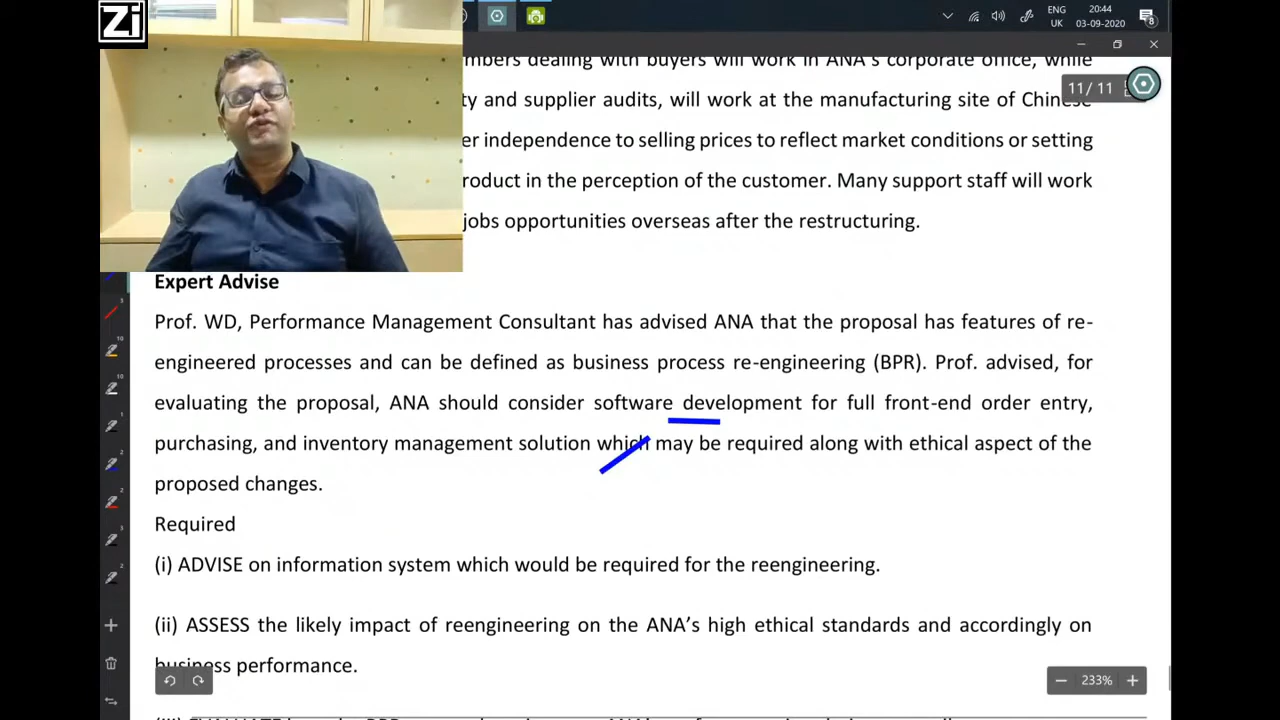 Zi
ENG
UK
20:44
03-09-2020
8
mbers dealing with buyers will work in ANA's corporate office, while
11 / 11
ty and supplier audits, will work at the manufacturing site of Chinese
er independence to selling prices to reflect market conditions or setting
roduct in the perception of the customer. Many support staff will work
jobs opportunities overseas after the restructuring.
Expert Advise
Prof. WD, Performance Management Consultant has advised ANA that the proposal has features of re-
engineered processes and can be defined as business process re-engineering (BPR). Prof. advised, for
evaluating the proposal, ANA should consider software development for full front-end order entry,
purchasing, and inventory management solution which may be required along with ethical aspect of the
proposed changes.
Required
(i) ADVISE on information system which would be required for the reengineering.
(ii) ASSESS the likely impact of reengineering on the ANA's high ethical standards and accordingly on
business performance.
233%